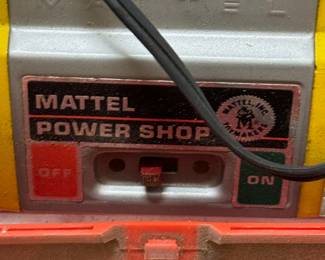 MATTEL
POWER SHOP
MATTEL, INC.
OFF
ON